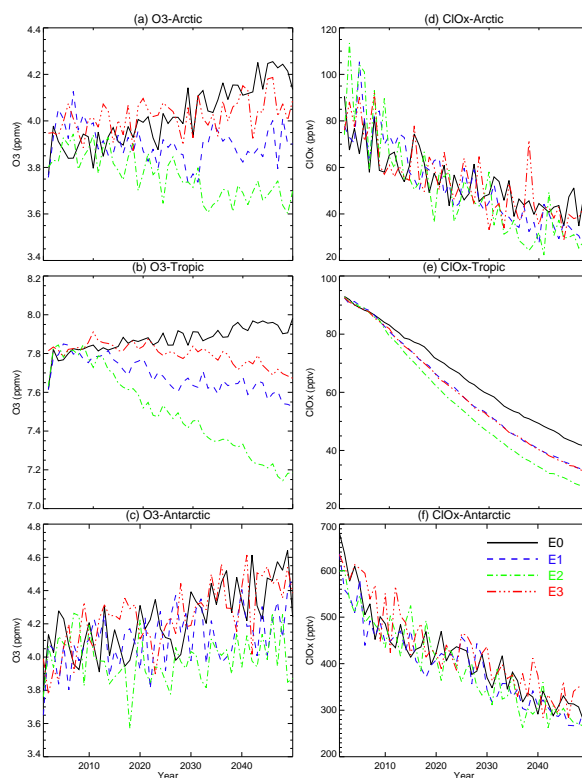 (a) O3-Arctic
4.4
4.2
4.0
3.8
3.6
3.4
O3 (ppmv)
(d) ClOx-Arctic
120
100
80
60
40
20
ClOx (pptv)
(b) O3-Tropic
8.2
8.0
7.8
7.6
7.4
7.2
7.0
O3 (ppmv)
(e) ClOx-Tropic
100
80
60
40
20
ClOx (pptv)
(c) O3-Antarctic
4.8
4.6
4.4
4.2
4.0
3.8
3.6
3.4
O3 (ppmv)
2010 2020 2030 2040
Year
(f) ClOx-Antarctic
700
600
500
400
300
200
ClOx (pptv)
E0
E1
E2
E3
2010 2020 2030 2040
Year